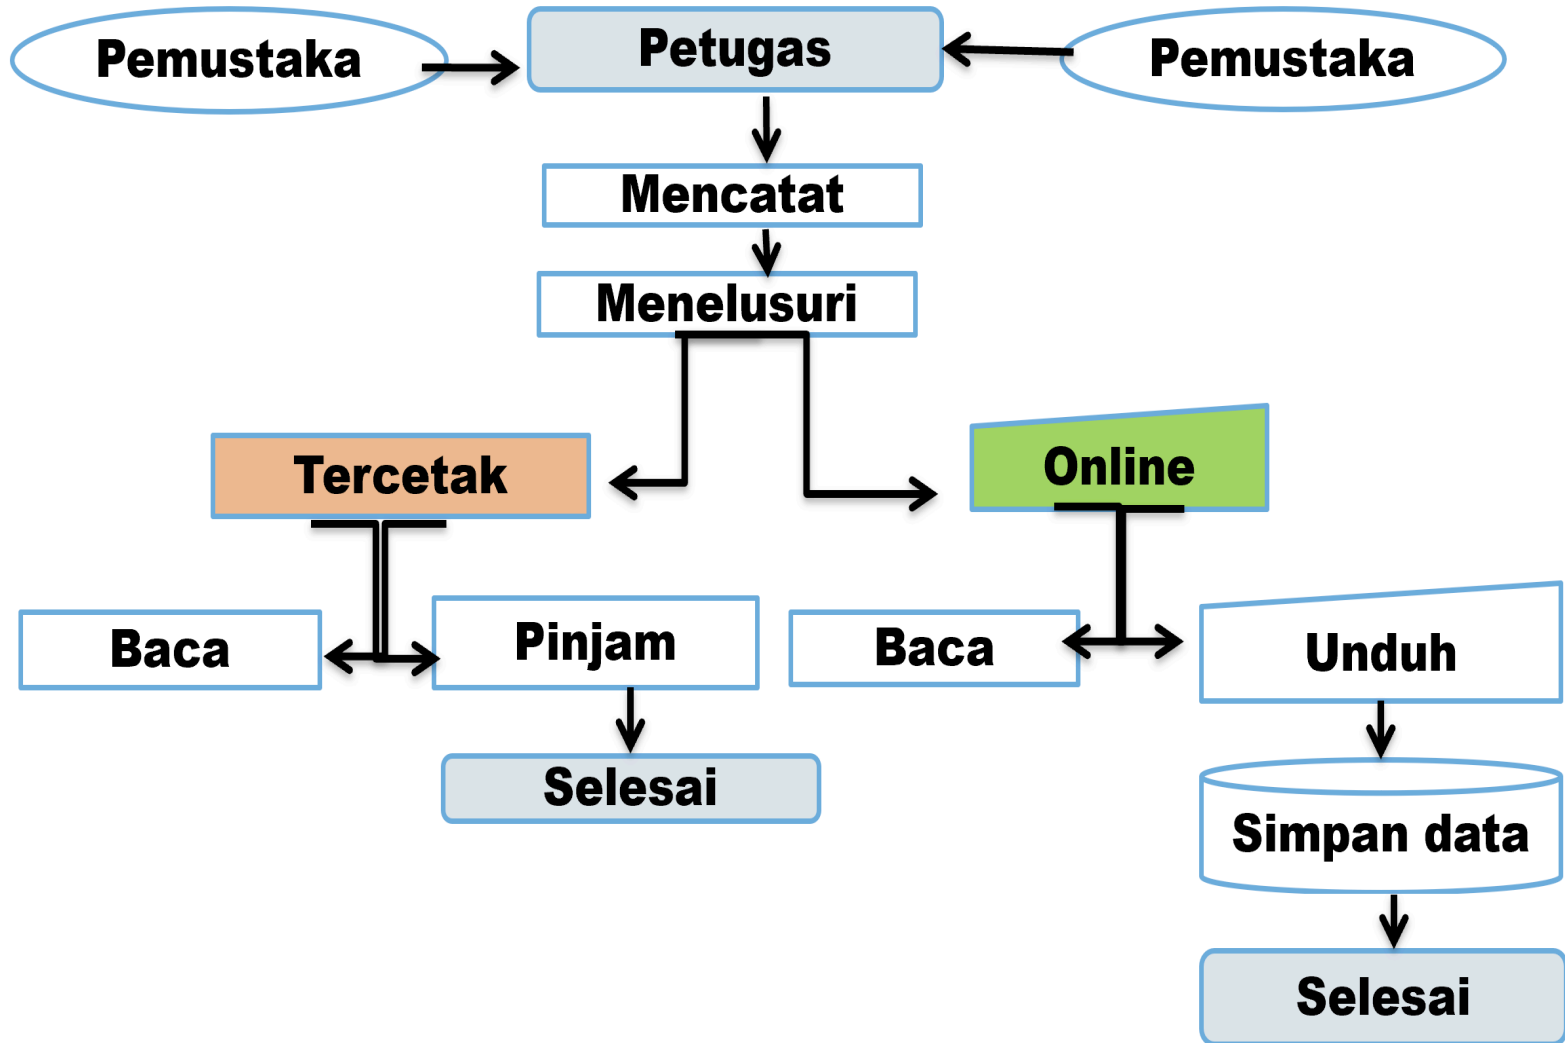 Pemustaka
Petugas
Pemustaka
Mencatat
Menelusuri
Tercetak
Online
Baca
Pinjam
Baca
Unduh
Selesai
Simpan data
Selesai